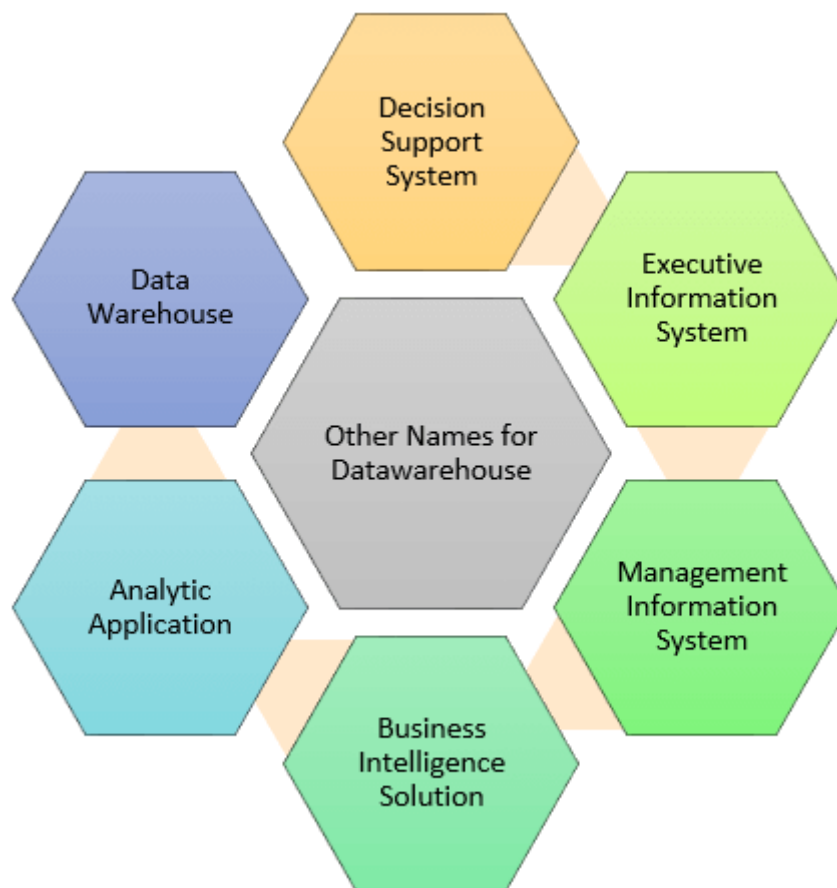 Decision
Support
System
Executive
Information
System
Management
Information
System
Business
Intelligence
Solution
Analytic
Application
Data
Warehouse
Other Names for
Datawarehouse